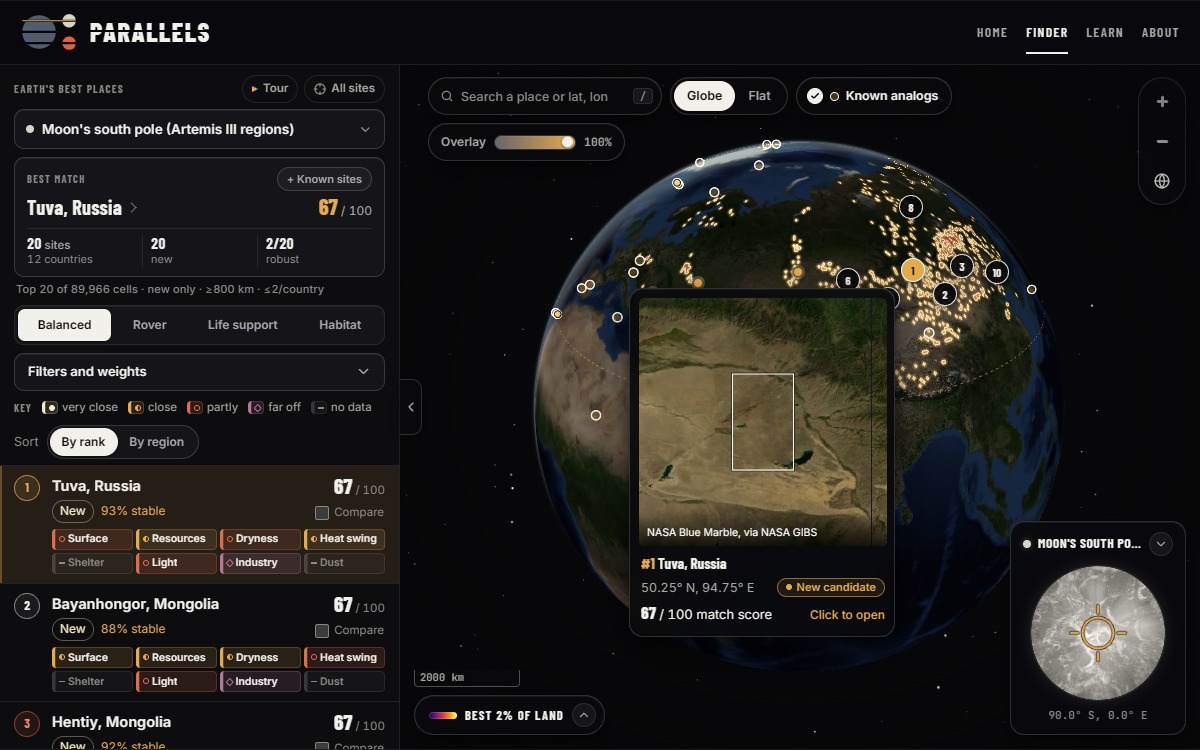 PARALLELS
HOME FINDER LEARN ABOUT
EARTH'S BEST PLACES
Tour
All sites
Moon's south pole (Artemis III regions)
BEST MATCH
+ Known sites
Tuva, Russia
67 / 100
20 sites
12 countries
20
new
2/20
robust
Top 20 of 89,966 cells · new only · ≥800 km · ≤2/country
Balanced Rover Life support Habitat
Filters and weights
KEY very close close partly far off no data
Sort By rank By region
1 Tuva, Russia 67 / 100
New 93% stable Compare
Surface Resources Dryness Heat swing
Shelter Light Industry Dust
2 Bayanhongor, Mongolia 67 / 100
New 88% stable Compare
Surface Resources Dryness Heat swing
Shelter Light Industry Dust
3 Hentiy, Mongolia 67 / 100
New 92% stable Compare
Search a place or lat, lon /
Globe Flat
Known analogs
Overlay 100%
8
1
3
10
6
2
NASA Blue Marble, via NASA GIBS
#1 Tuva, Russia
50.25° N, 94.75° E New candidate
67 / 100 match score Click to open
2000 km
BEST 2% OF LAND
MOON'S SOUTH PO...
90.0° S, 0.0° E